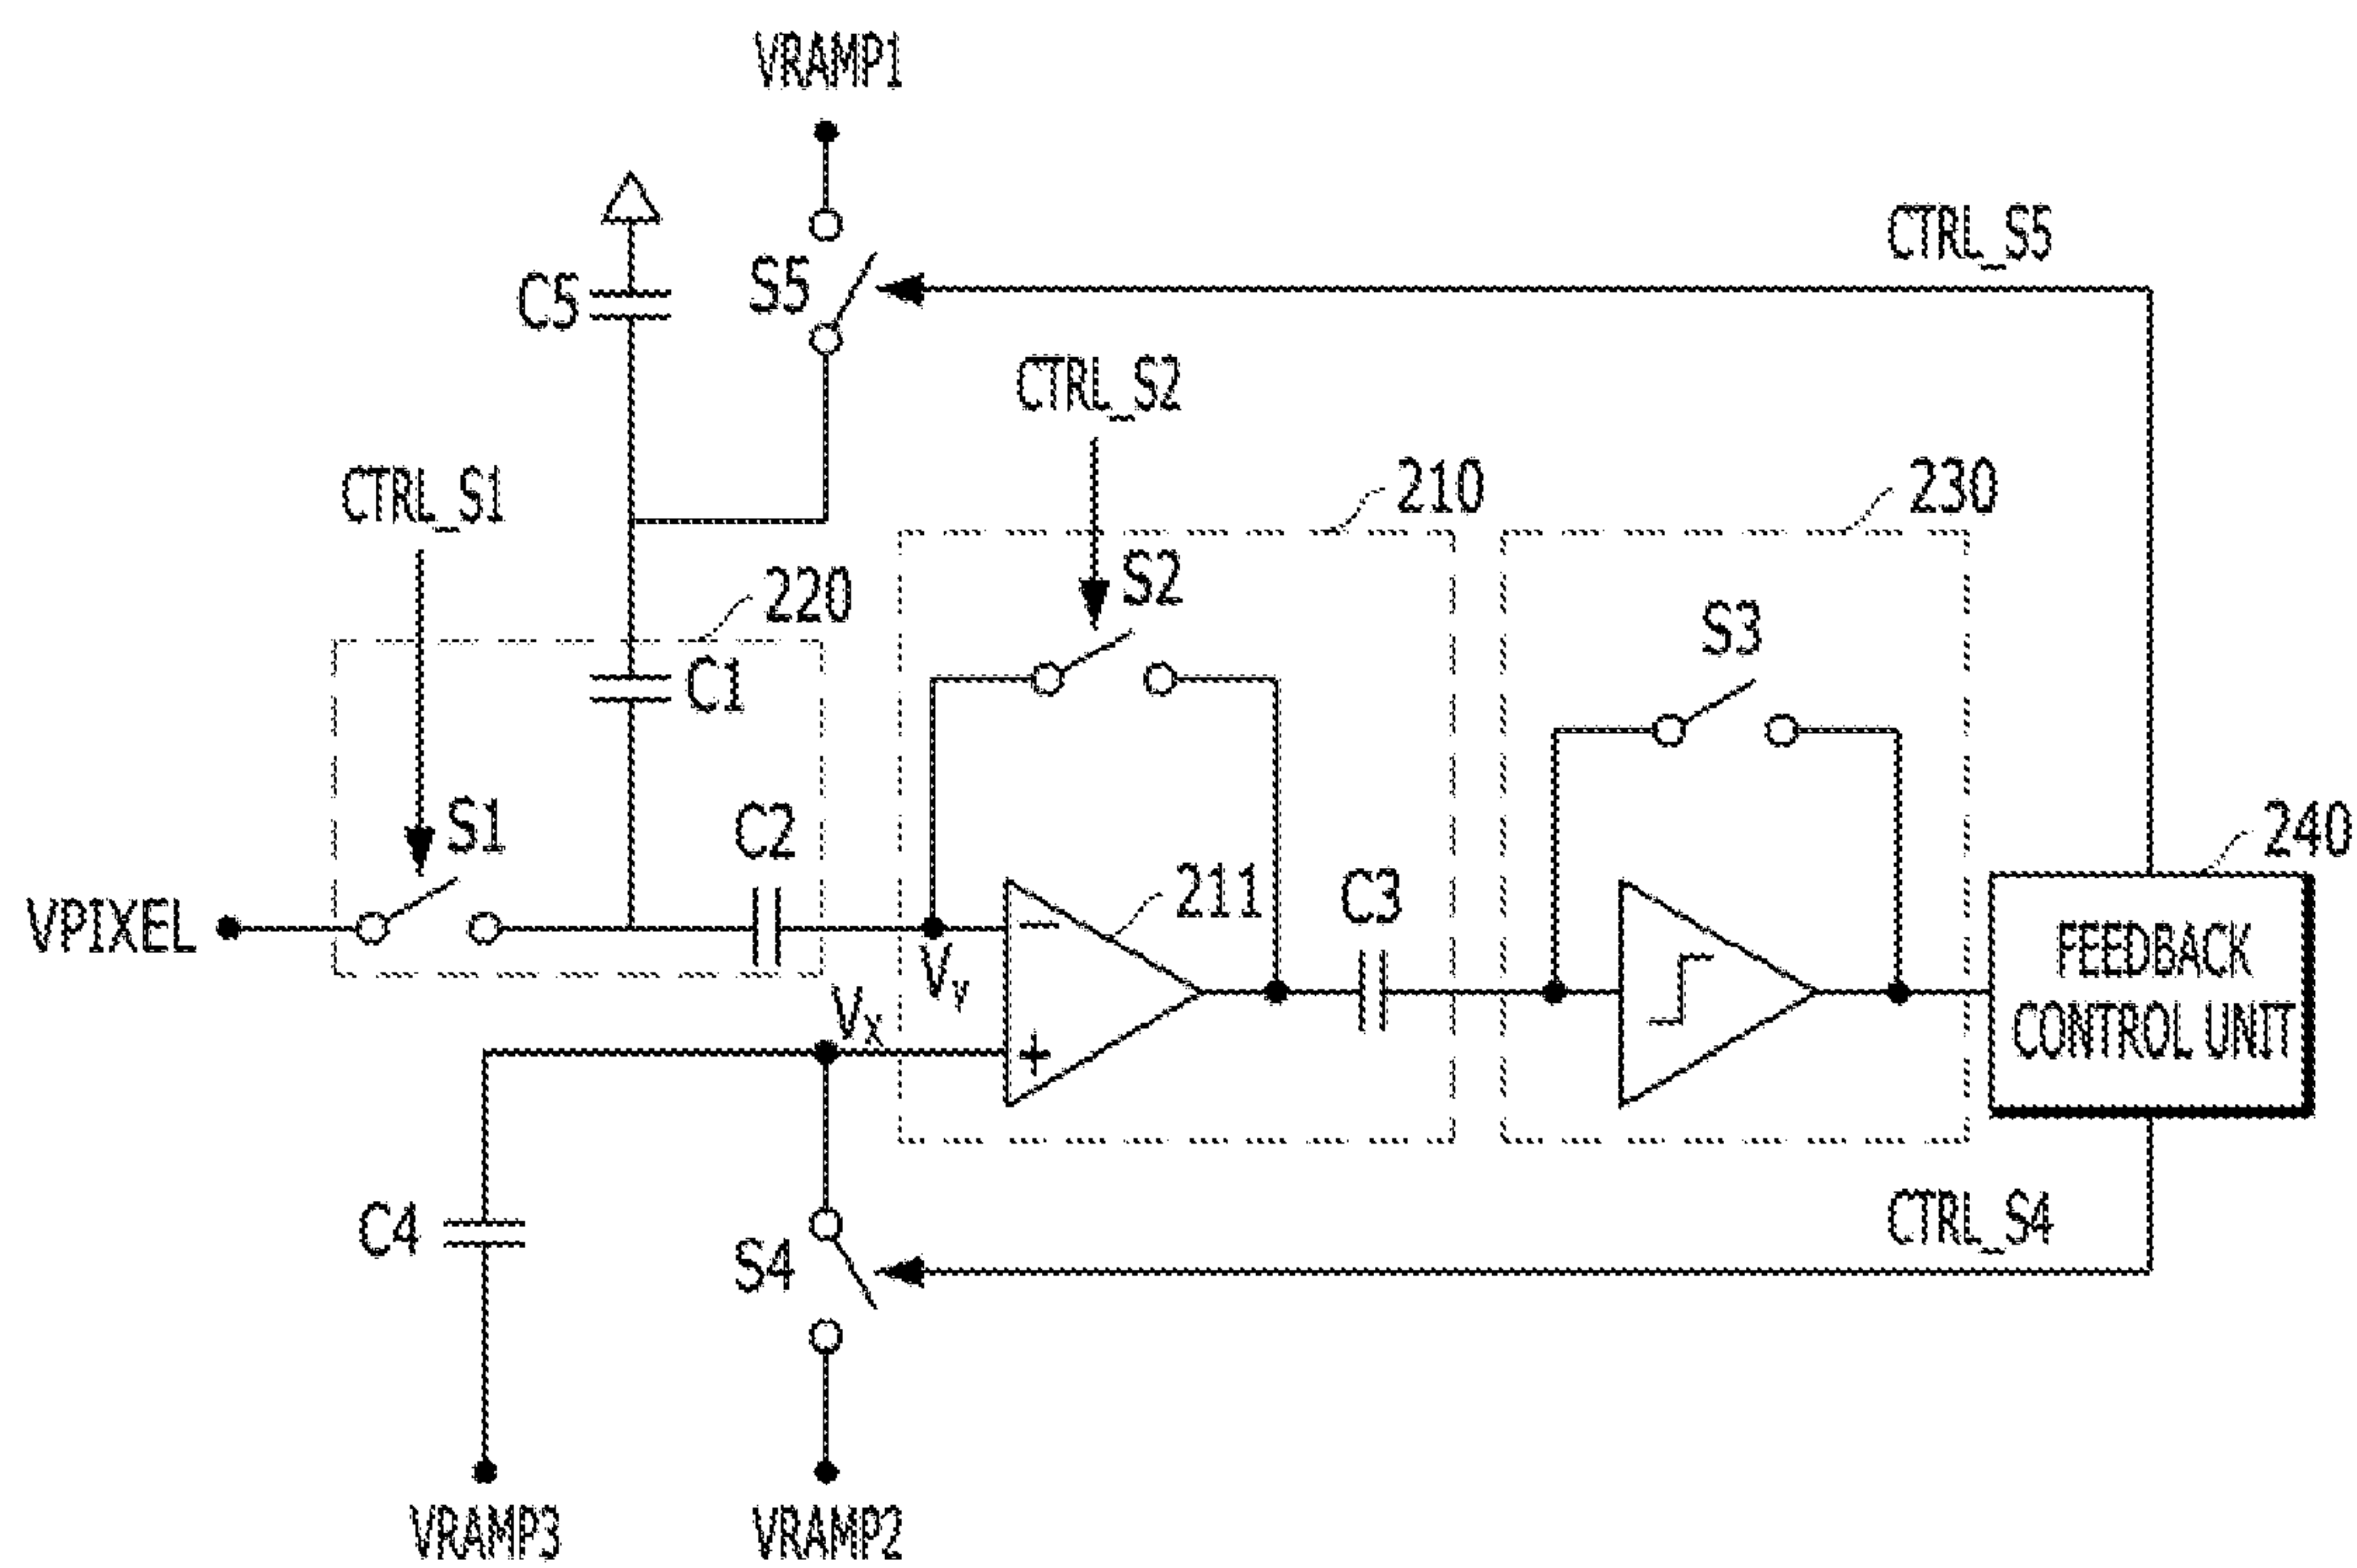 VRAMP1
CTRL_S5
C5
S5
CTRL_S2
CTRL_S1
210
230
220
S2
S3
C1
S1
C2
240
211
C3
VPIXEL
−
Vy
FEEDBACK
CONTROL UNIT
Vx
+
C4
S4
CTRL_S4
VRAMP3
VRAMP2